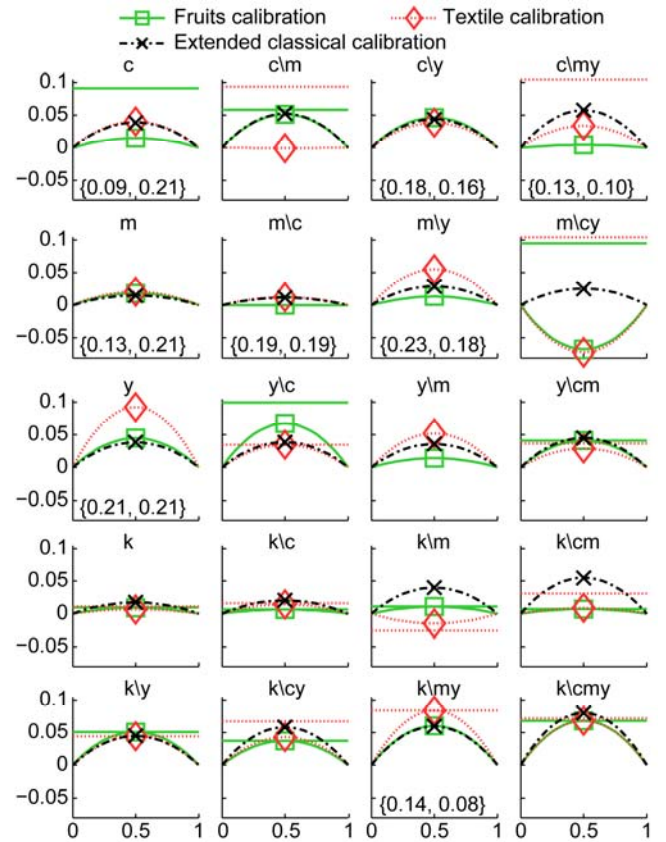 Fruits calibration Textile calibration
Extended classical calibration
c c\m c\y c\my
0.1
0.05
0
−0.05
{0.09, 0.21} {0.18, 0.16} {0.13, 0.10}
m m\c m\y m\cy
0.1
0.05
0
−0.05
{0.13, 0.21} {0.19, 0.19} {0.23, 0.18}
y y\c y\m y\cm
0.1
0.05
0
−0.05
{0.21, 0.21}
k k\c k\m k\cm
0.1
0.05
0
−0.05
k\y k\cy k\my k\cmy
0.1
0.05
0
−0.05
{0.14, 0.08}
0 0.5 1 0 0.5 1 0 0.5 1 0 0.5 1